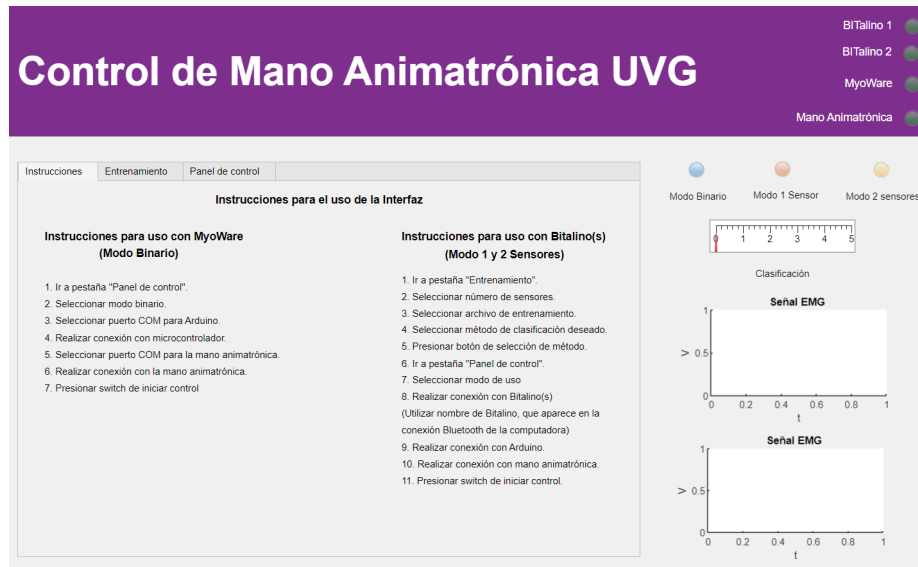 Control de Mano Animatrónica UVG
BITalino 1
BITalino 2
MyoWare
Mano Animatrónica
Instrucciones
Entrenamiento
Panel de control
Instrucciones para el uso de la Interfaz
Instrucciones para uso con MyoWare
(Modo Binario)
1. Ir a pestaña "Panel de control".
2. Seleccionar modo binario.
3. Seleccionar puerto COM para Arduino.
4. Realizar conexión con microcontrolador.
5. Seleccionar puerto COM para la mano animatrónica.
6. Realizar conexión con la mano animatrónica.
7. Presionar switch de iniciar control
Instrucciones para uso con Bitalino(s)
(Modo 1 y 2 Sensores)
1. Ir a pestaña "Entrenamiento".
2. Seleccionar número de sensores.
3. Seleccionar archivo de entrenamiento.
4. Seleccionar método de clasificación deseado.
5. Presionar botón de selección de método.
6. Ir a pestaña "Panel de control".
7. Seleccionar modo de uso
8. Realizar conexión con Bitalino(s)
(Utilizar nombre de Bitalino, que aparece en la
conexión Bluetooth de la computadora)
9. Realizar conexión con Arduino.
10. Realizar conexión con mano animatrónica.
11. Presionar switch de iniciar control.
Modo Binario
Modo 1 Sensor
Modo 2 sensores
0 1 2 3 4 5
Clasificación
Señal EMG
1
V 0.5
0
0 0.2 0.4 0.6 0.8 1
t
Señal EMG
1
V 0.5
0
0 0.2 0.4 0.6 0.8 1
t